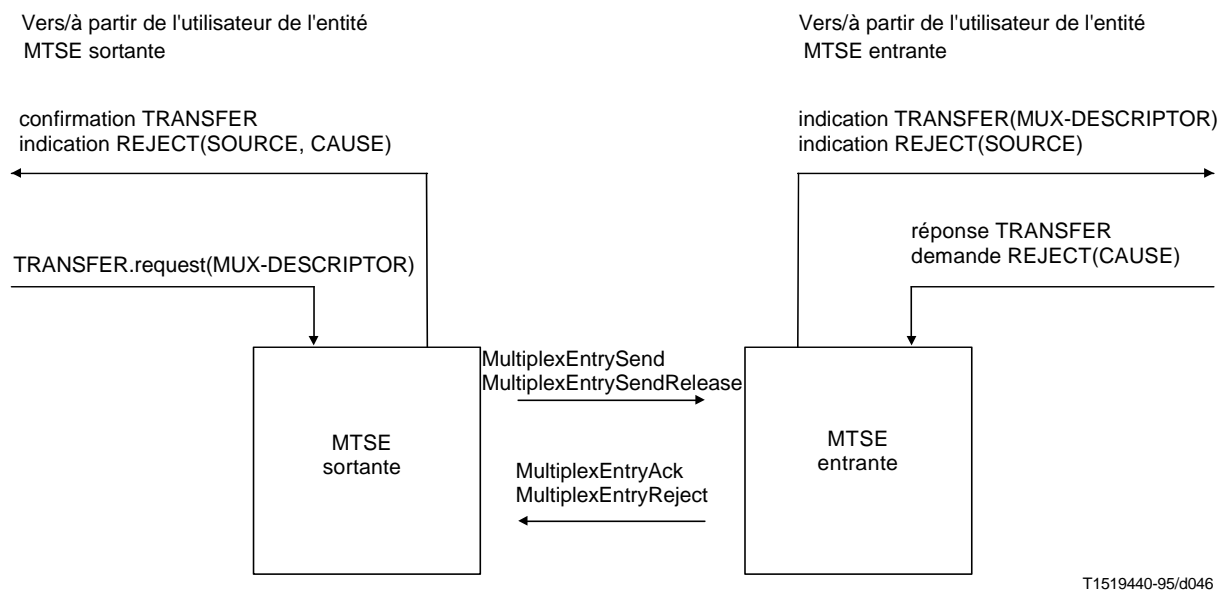 Vers/à partir de l'utilisateur de l'entité
MTSE sortante
Vers/à partir de l'utilisateur de l'entité
MTSE entrante
confirmation TRANSFER
indication REJECT(SOURCE, CAUSE)
indication TRANSFER(MUX-DESCRIPTOR)
indication REJECT(SOURCE)
réponse TRANSFER
demande REJECT(CAUSE)
TRANSFER.request(MUX-DESCRIPTOR)
MultiplexEntrySend
MultiplexEntrySendRelease
MTSE
sortante
MTSE
entrante
MultiplexEntryAck
MultiplexEntryReject
T1519440-95/d046